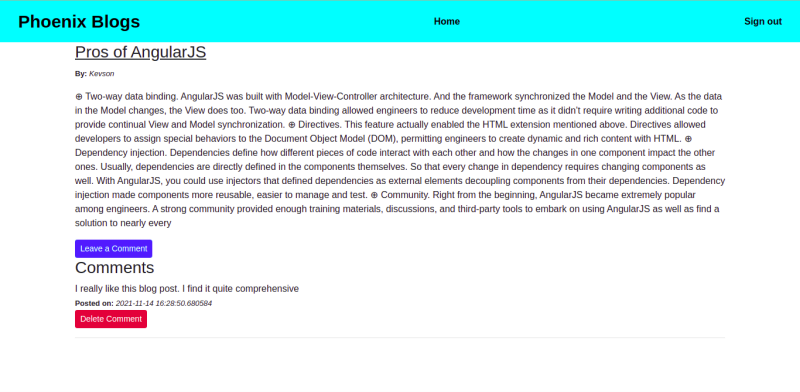 Phoenix Blogs Home Sign out
Pros of AngularJS
By: Kevson
⊕ Two-way data binding. AngularJS was built with Model-View-Controller architecture. And the framework synchronized the Model and the View. As the data
in the Model changes, the View does too. Two-way data binding allowed engineers to reduce development time as it didn’t require writing additional code to
provide continual View and Model synchronization. ⊕ Directives. This feature actually enabled the HTML extension mentioned above. Directives allowed
developers to assign special behaviors to the Document Object Model (DOM), permitting engineers to create dynamic and rich content with HTML. ⊕
Dependency injection. Dependencies define how different pieces of code interact with each other and how the changes in one component impact the other
ones. Usually, dependencies are directly defined in the components themselves. So that every change in dependency requires changing components as
well. With AngularJS, you could use injectors that defined dependencies as external elements decoupling components from their dependencies. Dependency
injection made components more reusable, easier to manage and test. ⊕ Community. Right from the beginning, AngularJS became extremely popular
among engineers. A strong community provided enough training materials, discussions, and third-party tools to embark on using AngularJS as well as find a
solution to nearly every
Leave a Comment
Comments
I really like this blog post. I find it quite comprehensive
Posted on: 2021-11-14 16:28:50.680584
Delete Comment